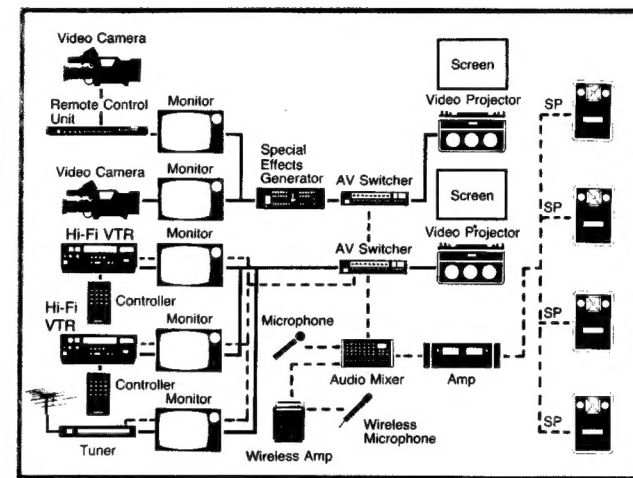 Video Camera
Remote Control
Unit
Monitor
Video Camera
Monitor
Special
Effects
Generator
AV Switcher
Screen
Video Projector
SP
Hi-Fi VTR
Monitor
Controller
AV Switcher
Screen
Video Projector
SP
Hi-Fi
VTR
Monitor
Controller
Microphone
Audio Mixer
Amp
SP
Monitor
Tuner
Wireless Amp
Wireless
Microphone
SP